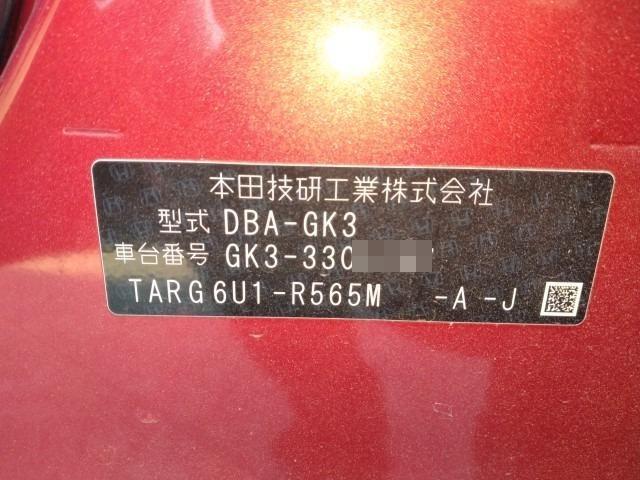 本田技研工業株式会社
型式 DBA-GK3
車台番号 GK3-330
TARG6U1-R565M -A -J